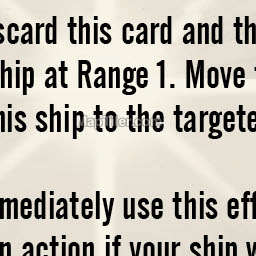 scard this card and th
hip at Range 1. Move
his ship to the targete
mediately use this eff
n action if your ship